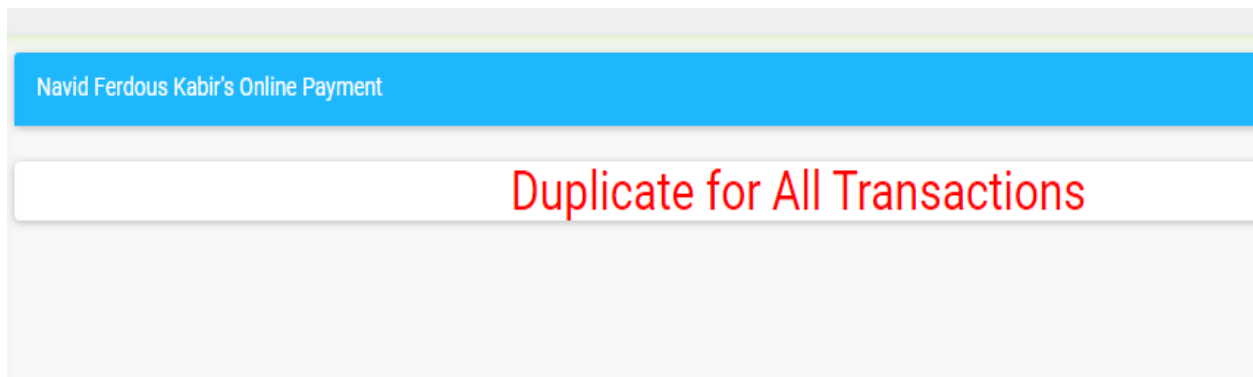 Navid Ferdous Kabir's Online Payment
Duplicate for All Transactions